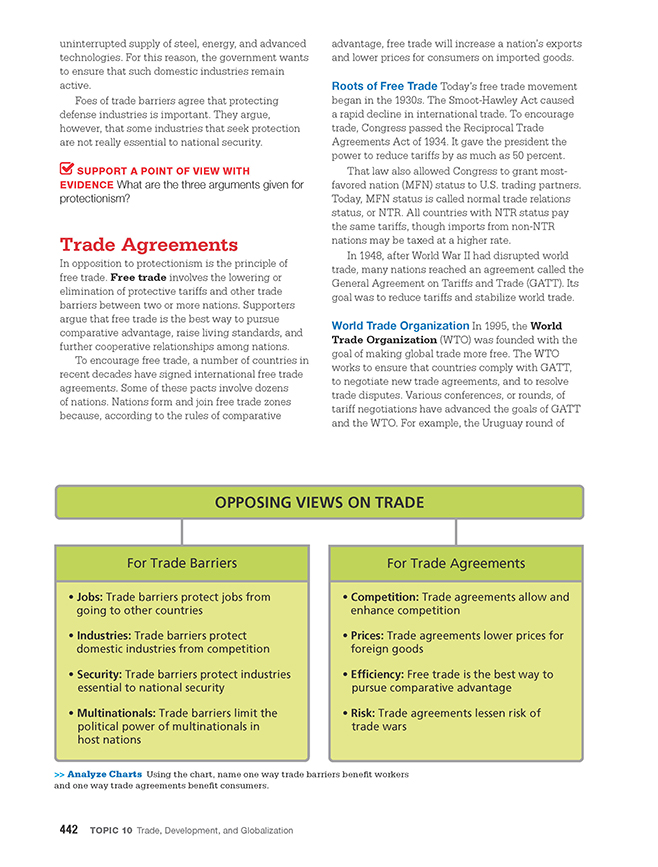 uninterrupted supply of steel, energy, and advanced
technologies. For this reason, the government wants
to ensure that such domestic industries remain
active.
Foes of trade barriers agree that protecting
defense industries is important. They argue,
however, that some industries that seek protection
are not really essential to national security.
SUPPORT A POINT OF VIEW WITH
EVIDENCE What are the three arguments given for
protectionism?
Trade Agreements
In opposition to protectionism is the principle of
free trade. Free trade involves the lowering or
elimination of protective tariffs and other trade
barriers between two or more nations. Supporters
argue that free trade is the best way to pursue
comparative advantage, raise living standards, and
further cooperative relationships among nations.
To encourage free trade, a number of countries in
recent decades have signed international free trade
agreements. Some of these pacts involve dozens
of nations. Nations form and join free trade zones
because, according to the rules of comparative
advantage, free trade will increase a nation's exports
and lower prices for consumers on imported goods.
Roots of Free Trade Today's free trade movement
began in the 1930s. The Smoot-Hawley Act caused
a rapid decline in international trade. To encourage
trade, Congress passed the Reciprocal Trade
Agreements Act of 1934. It gave the president the
power to reduce tariffs by as much as 50 percent.
That law also allowed Congress to grant most-
favored nation (MFN) status to U.S. trading partners.
Today, MFN status is called normal trade relations
status, or NTR. All countries with NTR status pay
the same tariffs, though imports from non-NTR
nations may be taxed at a higher rate.
In 1948, after World War II had disrupted world
trade, many nations reached an agreement called the
General Agreement on Tariffs and Trade (GATT). Its
goal was to reduce tariffs and stabilize world trade.
World Trade Organization In 1995, the World
Trade Organization (WTO) was founded with the
goal of making global trade more free. The WTO
works to ensure that countries comply with GATT,
to negotiate new trade agreements, and to resolve
trade disputes. Various conferences, or rounds, of
tariff negotiations have advanced the goals of GATT
and the WTO. For example, the Uruguay round of
OPPOSING VIEWS ON TRADE
For Trade Barriers
• Jobs: Trade barriers protect jobs from
going to other countries
• Industries: Trade barriers protect
domestic industries from competition
• Security: Trade barriers protect industries
essential to national security
• Multinationals: Trade barriers limit the
political power of multinationals in
host nations
For Trade Agreements
• Competition: Trade agreements allow and
enhance competition
• Prices: Trade agreements lower prices for
foreign goods
• Efficiency: Free trade is the best way to
pursue comparative advantage
• Risk: Trade agreements lessen risk of
trade wars
>> Analyze Charts Using the chart, name one way trade barriers benefit workers
and one way trade agreements benefit consumers.
442 TOPIC 10 Trade, Development, and Globalization